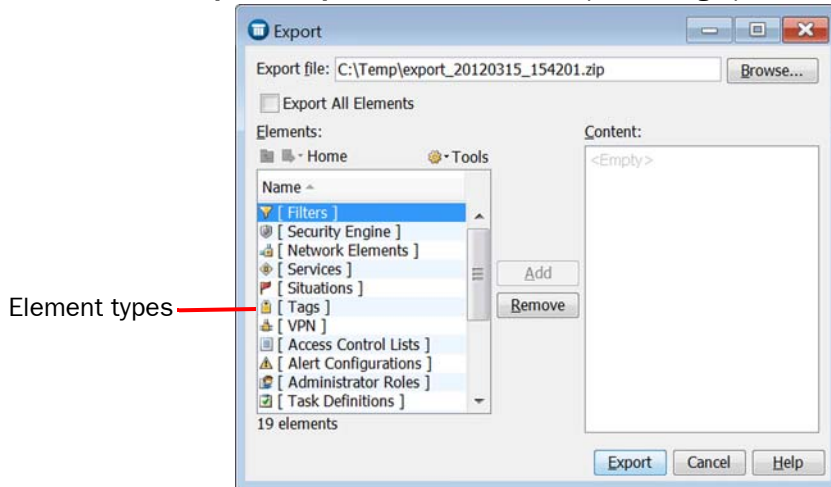 Export
Export file: C:\Temp\export_20120315_154201.zip Browse...
Export All Elements
Elements: Content:
Home Tools <Empty>
Name
[ Filters ]
[ Security Engine ]
[ Network Elements ]
[ Services ] Add
[ Situations ]
Element types [ Tags ] Remove
[ VPN ]
[ Access Control Lists ]
[ Alert Configurations ]
[ Administrator Roles ]
[ Task Definitions ]
19 elements
Export Cancel Help